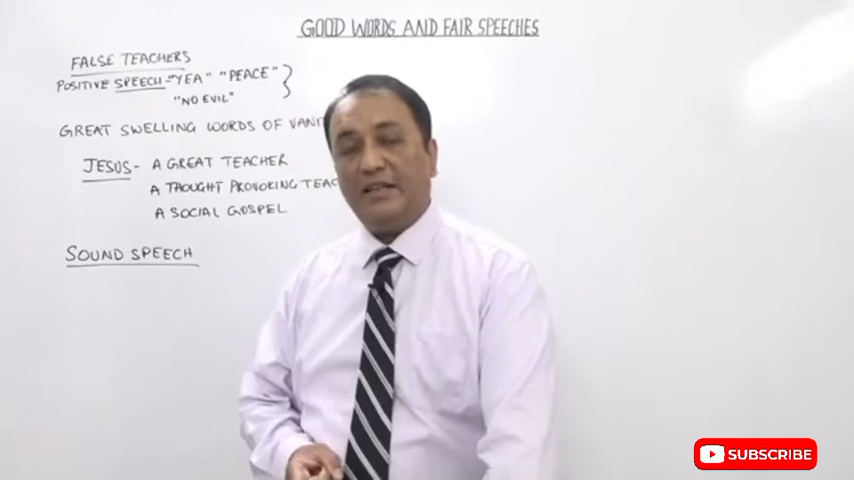 GOOD WORDS AND FAIR SPEECHES
FALSE TEACHERS
POSITIVE SPEECH - "YEA" "PEACE"
"NO EVIL"
GREAT SWELLING WORDS OF
JESUS - A GREAT TEACHER
A THOUGHT PROVOKING
A SOCIAL GOSPEL
SOUND SPEECH
SUBSCRIBE